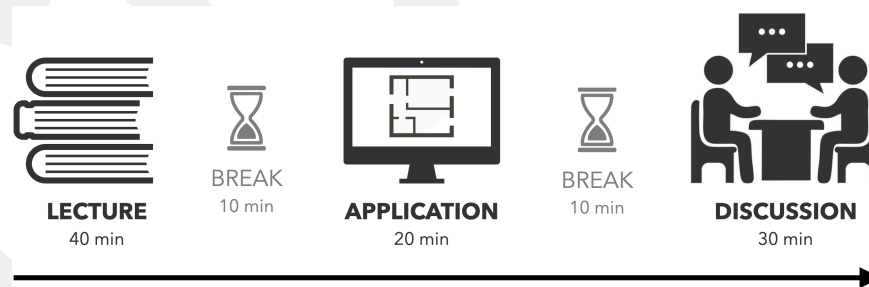 LECTURE
40 min
BREAK
10 min
APPLICATION
20 min
BREAK
10 min
DISCUSSION
30 min